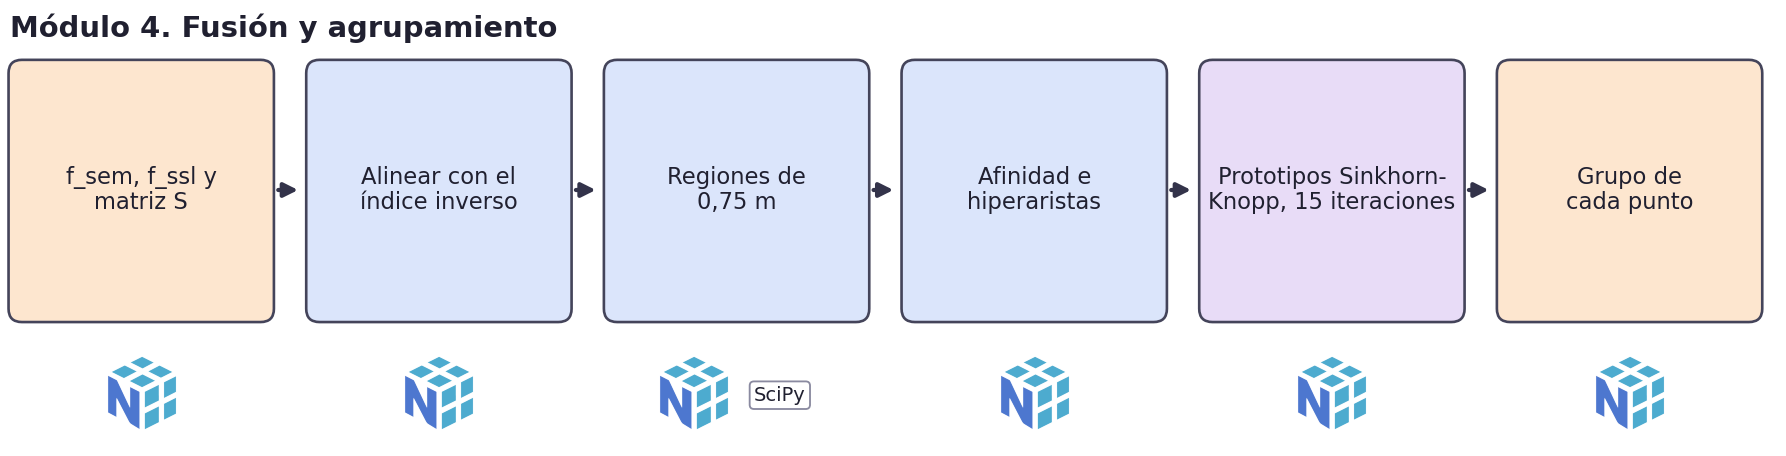 Módulo 4. Fusión y agrupamiento
f_sem, f_ssl y
matriz S
Alinear con el
índice inverso
Regiones de
0,75 m
Afinidad e
hiperaristas
Prototipos Sinkhorn-
Knopp, 15 iteraciones
Grupo de
cada punto
SciPy